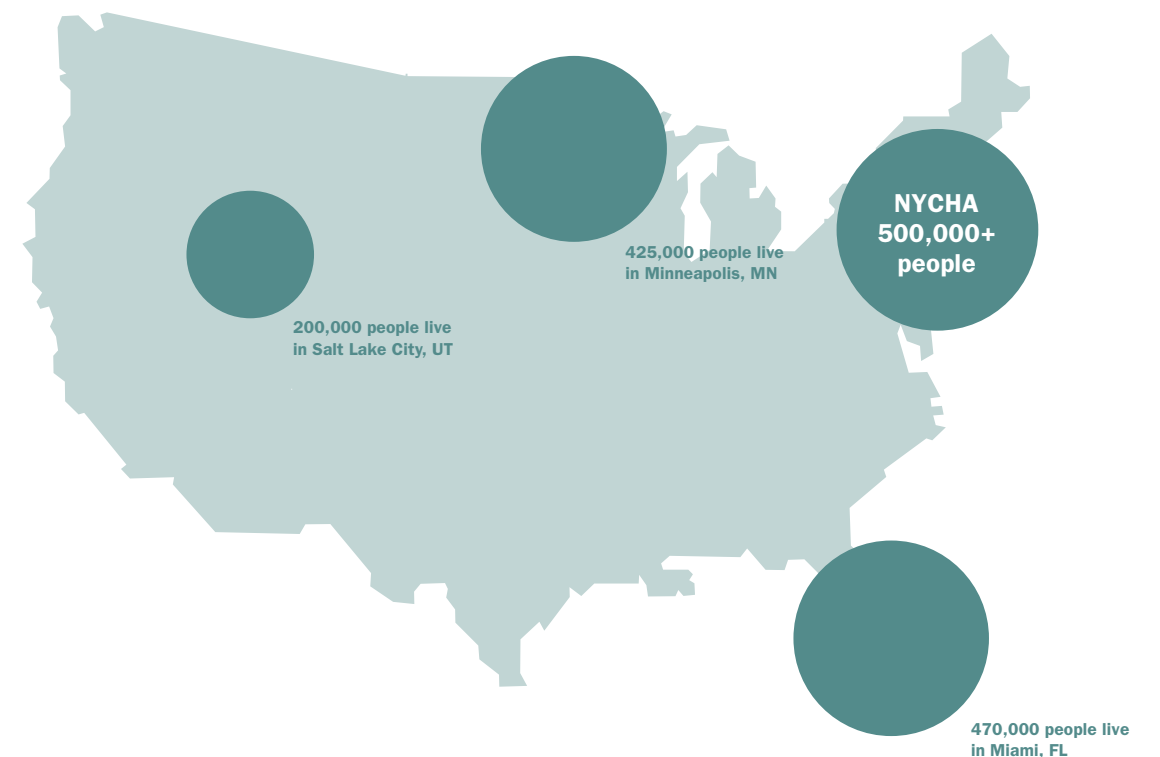 NYCHA
500,000+
people
425,000 people live
in Minneapolis, MN
200,000 people live
in Salt Lake City, UT
470,000 people live
in Miami, FL